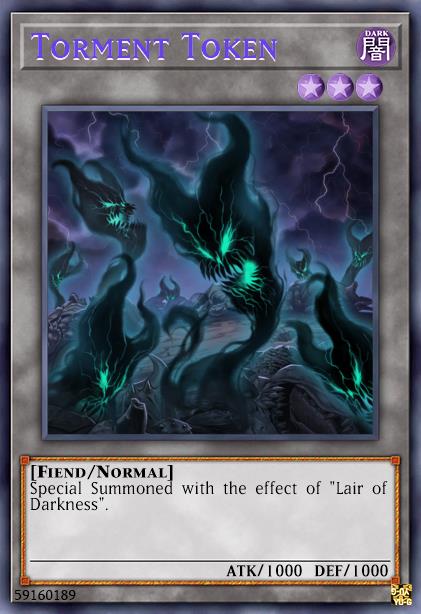 TORMENT TOKEN
DARK
闇
[FIEND/NORMAL]
Special Summoned with the effect of "Lair of
Darkness".
ATK/1000 DEF/1000
59160189